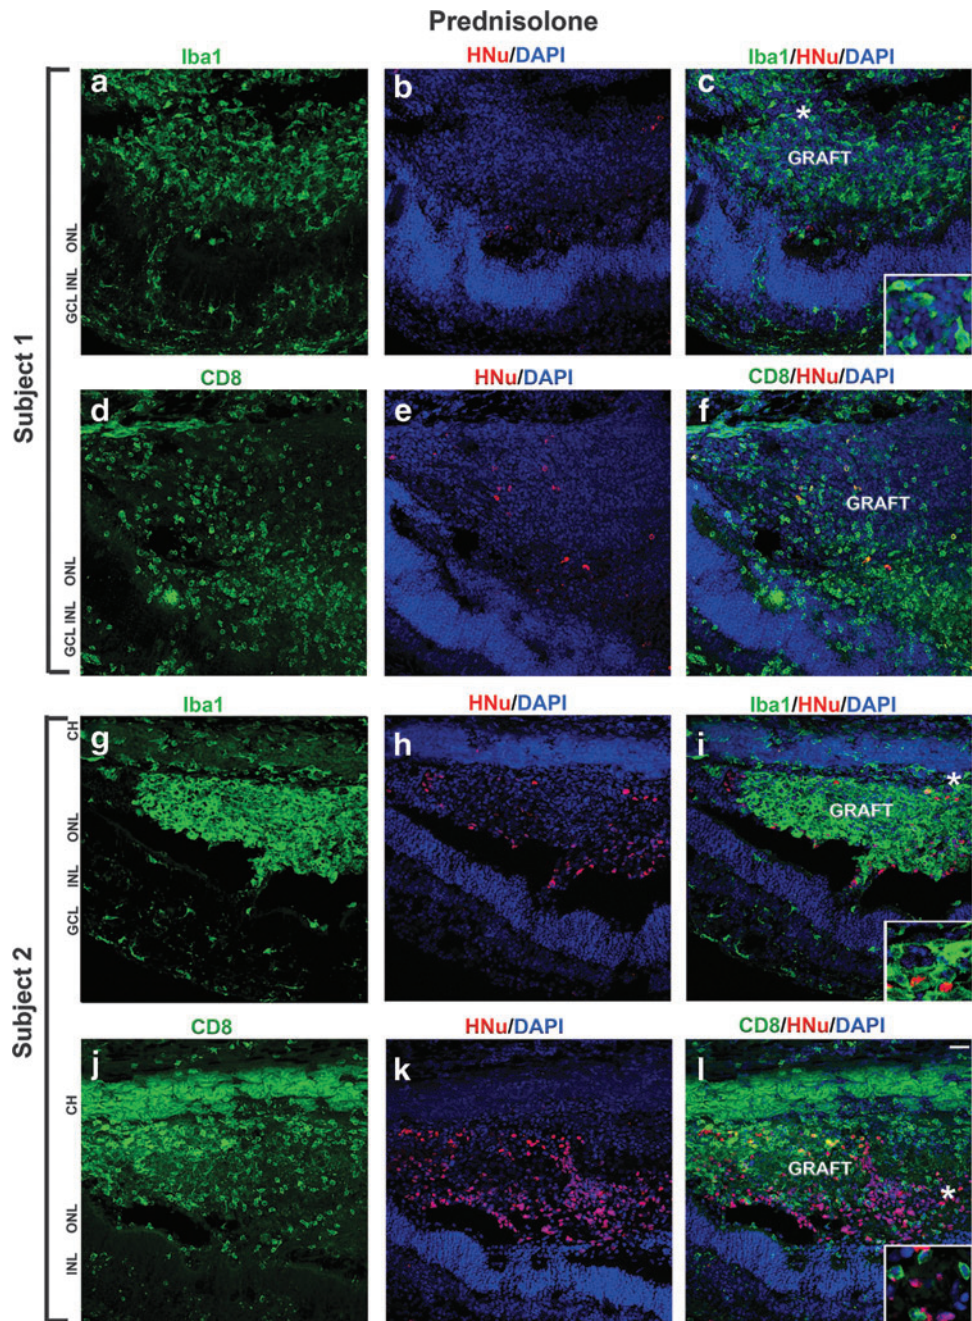 Prednisolone
Iba1 HNu/DAPI Iba1/HNu/DAPI
a b c
*
GRAFT
GCL INL ONL
Subject 1
CD8 HNu/DAPI CD8/HNu/DAPI
d e f
GRAFT
GCL INL ONL
Iba1 HNu/DAPI Iba1/HNu/DAPI
g h i
*
GRAFT
GCL INL ONL CH
Subject 2
CD8 HNu/DAPI CD8/HNu/DAPI
j k l
GRAFT
*
INL ONL CH